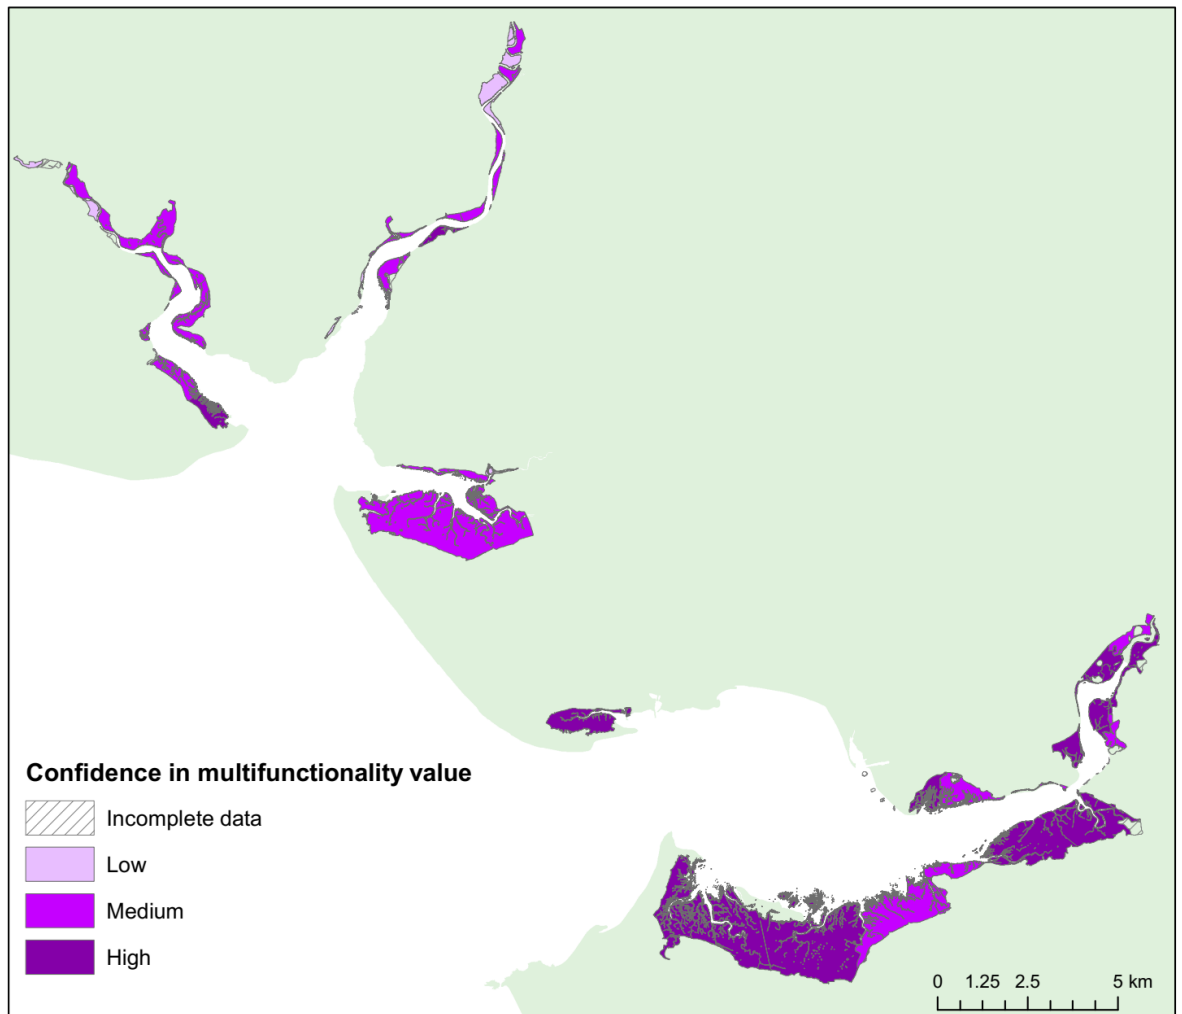 Confidence in multifunctionality value
Incomplete data
Low
Medium
High
0 1.25 2.5 5 km